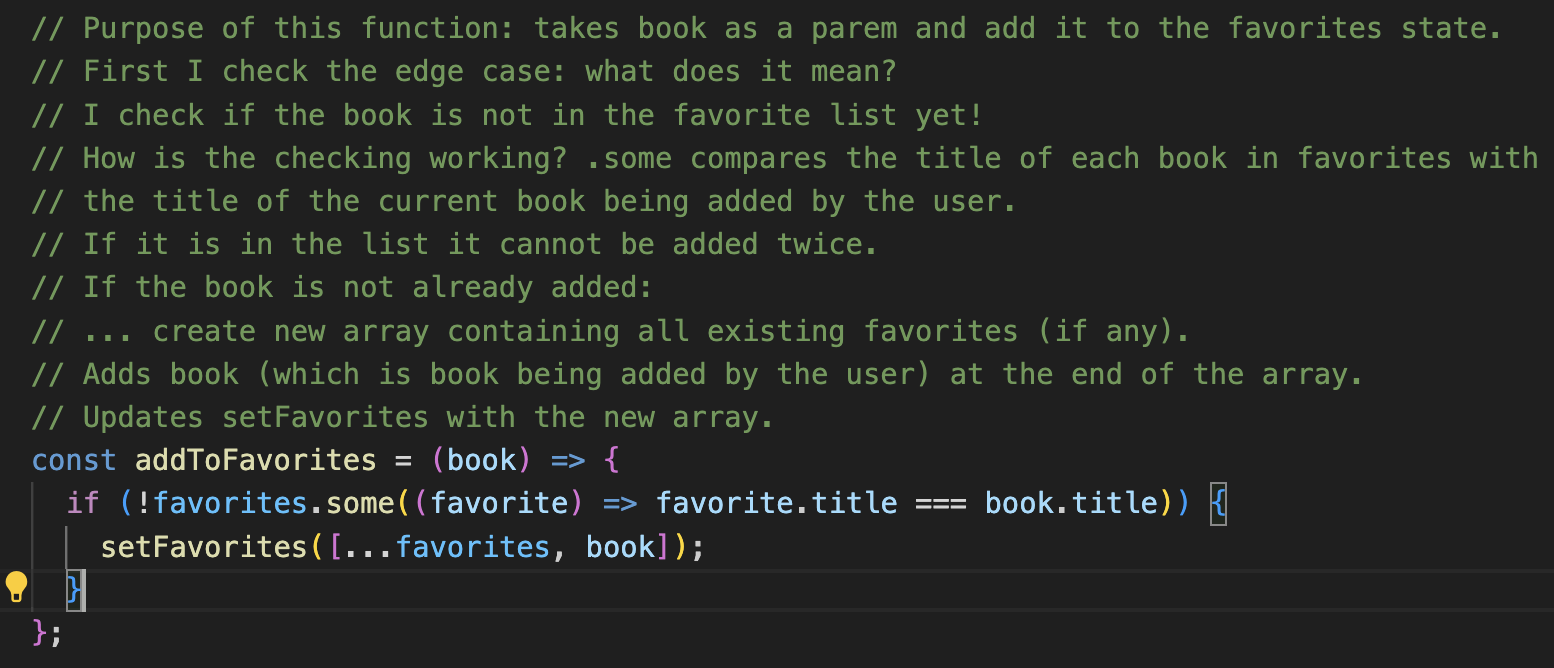 // Purpose of this function: takes book as a parem and add it to the favorites state.
// First I check the edge case: what does it mean?
// I check if the book is not in the favorite list yet!
// How is the checking working? .some compares the title of each book in favorites with
// the title of the current book being added by the user.
// If it is in the list it cannot be added twice.
// If the book is not already added:
// ... create new array containing all existing favorites (if any).
// Adds book (which is book being added by the user) at the end of the array.
// Updates setFavorites with the new array.
const addToFavorites = (book) => {
  if (!favorites.some((favorite) => favorite.title === book.title)) {
    setFavorites([...favorites, book]);
  }
};